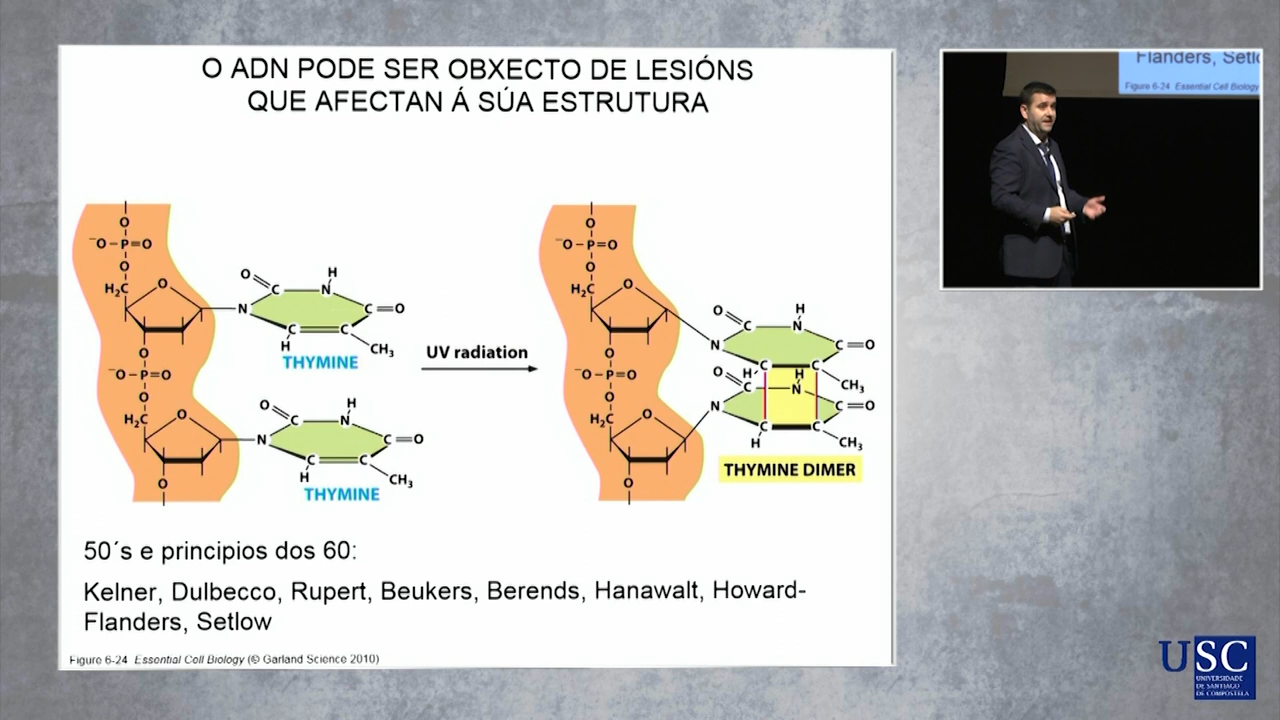 O ADN PODE SER OBXECTO DE LESIÓNS
QUE AFECTAN Á SÚA ESTRUTURA
O
⁻O–P=O
O
H₂C
O
O
⁻O–P=O
O
H₂C
O
O
O
C
N
H
N
C
O
C
C
H
CH₃
THYMINE
O
C
N
H
N
C
O
C
C
H
CH₃
THYMINE
UV radiation
O
⁻O–P=O
O
H₂C
O
O
⁻O–P=O
O
H₂C
O
O
O
C
N
H
N
C
O
C
C
H
CH₃
O
C
N
H
N
C
O
C
C
H
CH₃
THYMINE DIMER
50´s e principios dos 60:
Kelner, Dulbecco, Rupert, Beukers, Berends, Hanawalt, Howard-
Flanders, Setlow
Figure 6-24 Essential Cell Biology (© Garland Science 2010)
Flanders, Setlo
Figure 6-24 Essential Cell Biology
USC
UNIVERSIDADE
DE SANTIAGO
DE COMPOSTELA